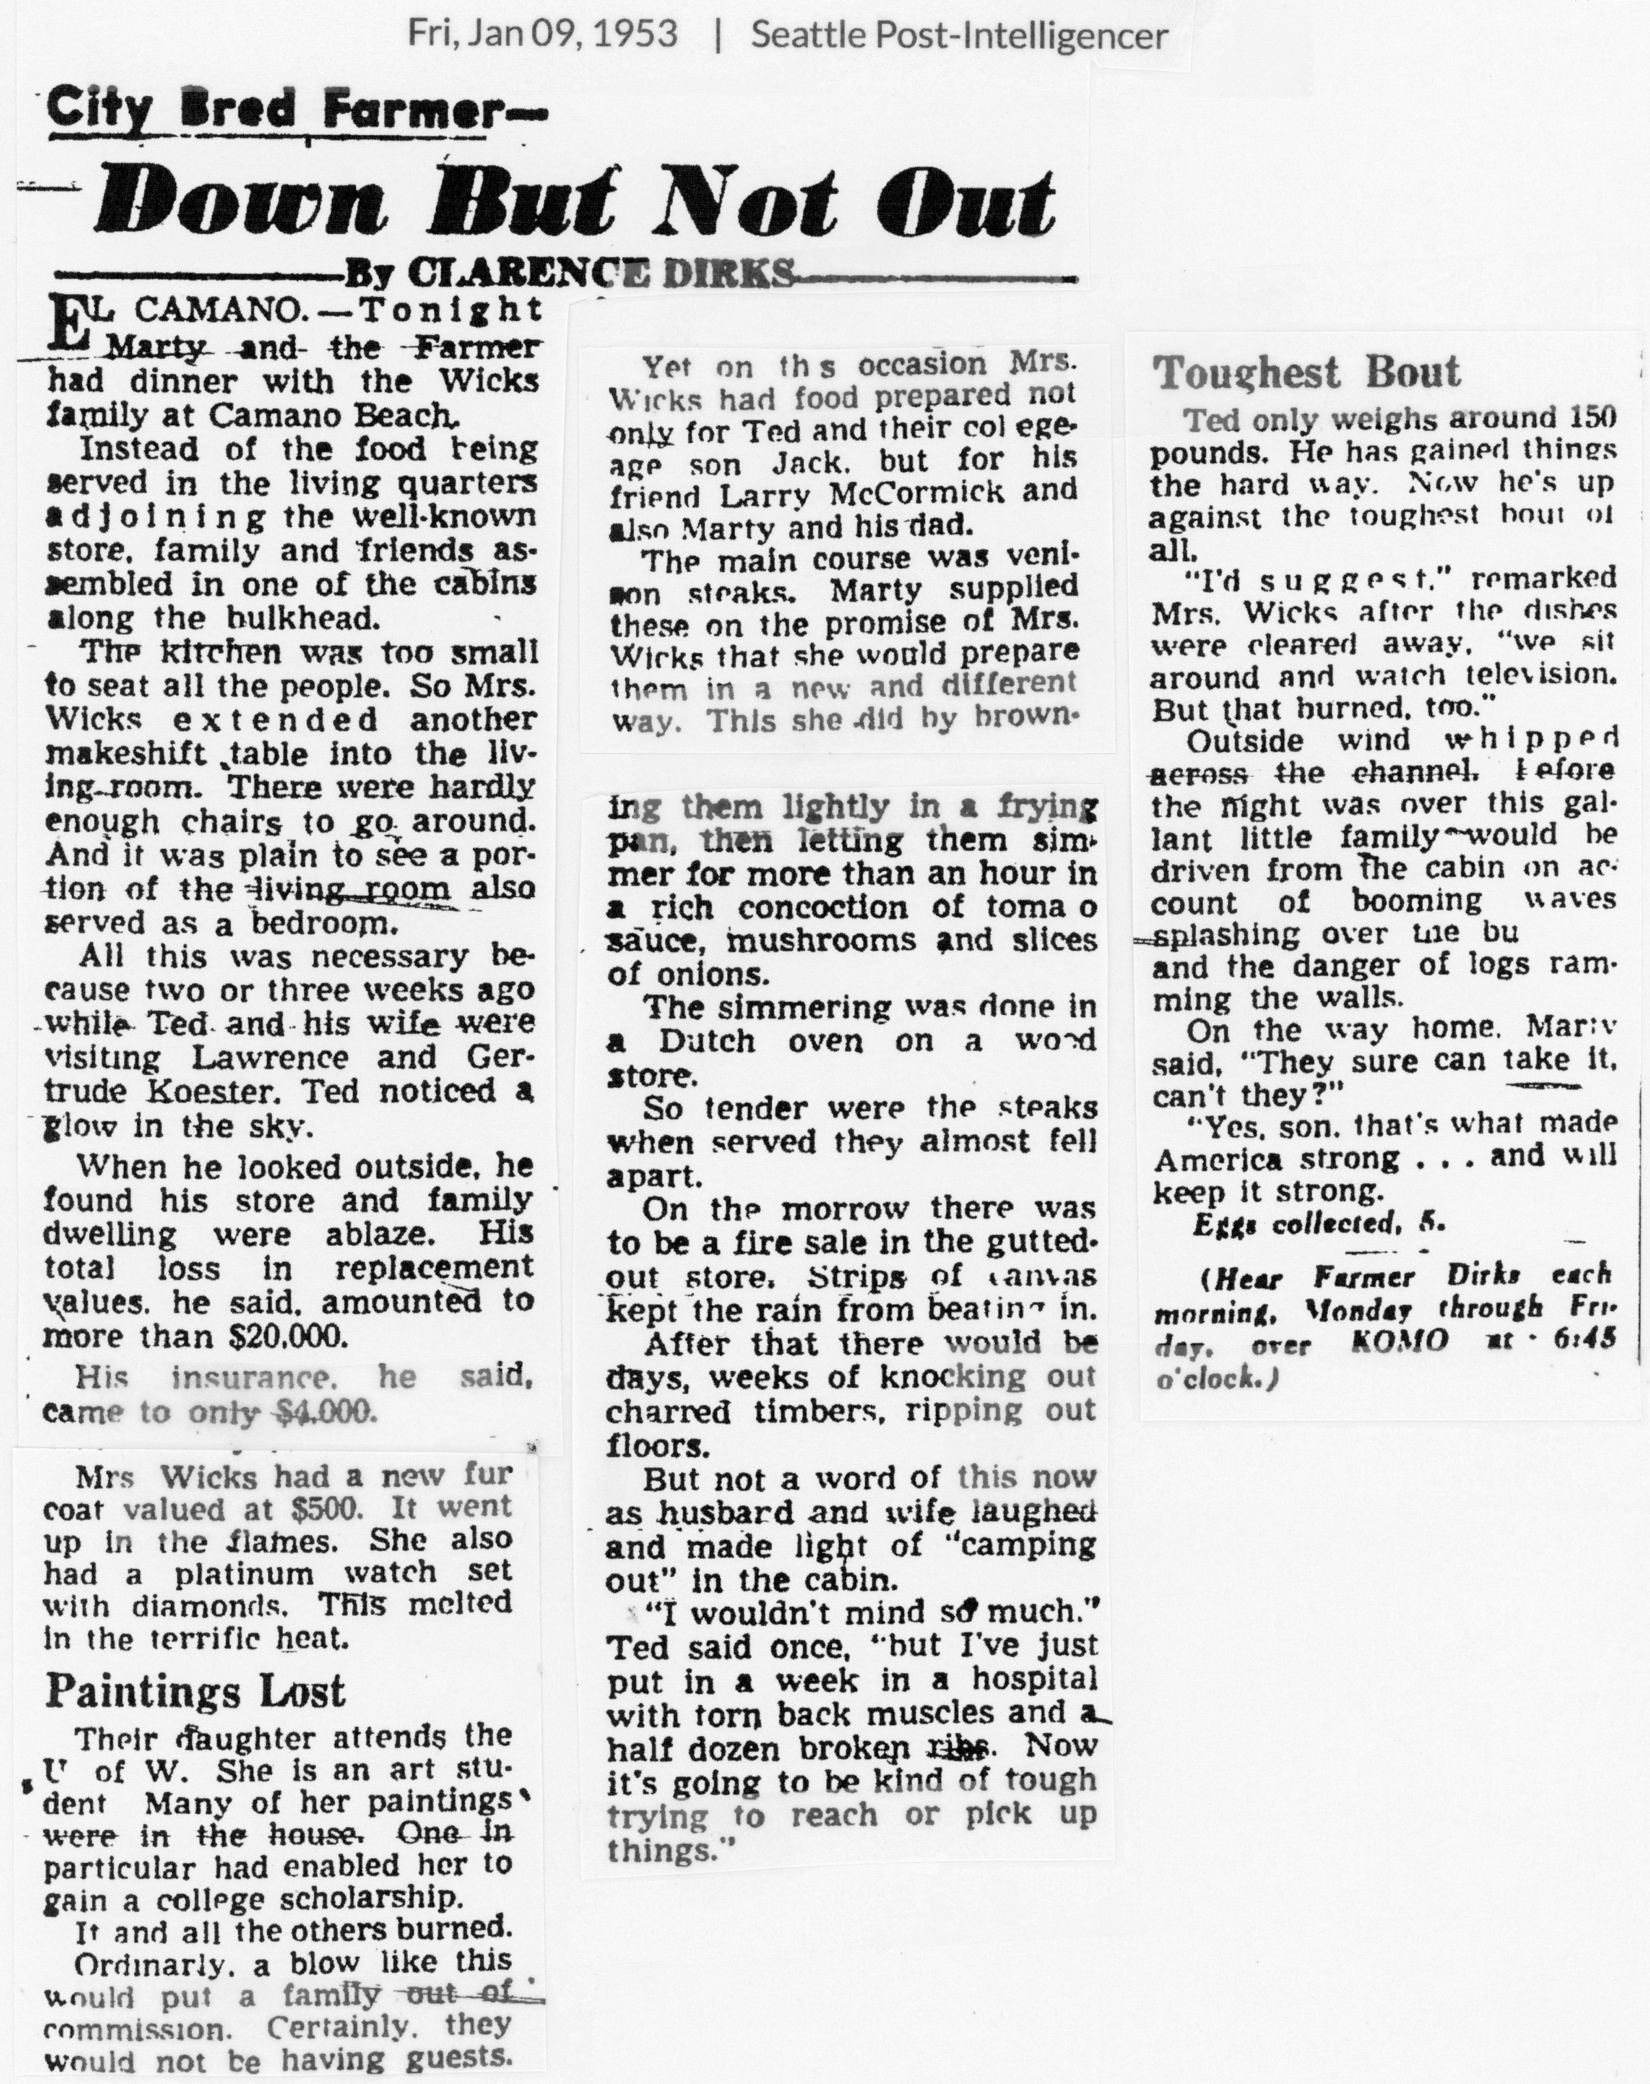 Fri, Jan 09, 1953 | Seattle Post-Intelligencer
City Bred Farmer—
Down But Not Out
By CLARENCE DIRKS
EL CAMANO.—Tonight
Marty and the Farmer
had dinner with the Wicks
family at Camano Beach.
Instead of the food being
served in the living quarters
adjoining the well-known
store, family and friends as-
sembled in one of the cabins
along the bulkhead.
The kitchen was too small
to seat all the people. So Mrs.
Wicks extended another
makeshift table into the liv-
ing room. There were hardly
enough chairs to go around.
And it was plain to see a por-
tion of the living room also
served as a bedroom.
All this was necessary be-
cause two or three weeks ago
while Ted and his wife were
visiting Lawrence and Ger-
trude Koester, Ted noticed a
glow in the sky.
When he looked outside, he
found his store and family
dwelling were ablaze. His
total loss in replacement
values, he said, amounted to
more than $20,000.
His insurance, he said,
came to only $4,000.
Mrs Wicks had a new fur
coat valued at $500. It went
up in the flames. She also
had a platinum watch set
with diamonds. This melted
in the terrific heat.
Paintings Lost
Their daughter attends the
U of W. She is an art stu-
dent Many of her paintings
were in the house. One in
particular had enabled her to
gain a college scholarship.
It and all the others burned.
Ordinarly, a blow like this
would put a family out of
commission. Certainly, they
would not be having guests.
Yet on th s occasion Mrs.
Wicks had food prepared not
only for Ted and their col ege-
age son Jack, but for his
friend Larry McCormick and
also Marty and his dad.
The main course was veni-
son steaks. Marty supplied
these on the promise of Mrs.
Wicks that she would prepare
them in a new and different
way. This she did by brown-
ing them lightly in a frying
pan, then letting them sim-
mer for more than an hour in
a rich concoction of toma o
sauce, mushrooms and slices
of onions.
The simmering was done in
a Dutch oven on a wood
store.
So tender were the steaks
when served they almost fell
apart.
On the morrow there was
to be a fire sale in the gutted-
out store. Strips of canvas
kept the rain from beating in.
After that there would be
days, weeks of knocking out
charred timbers, ripping out
floors.
But not a word of this now
as husbard and wife laughed
and made light of "camping
out" in the cabin.
"I wouldn't mind so much."
Ted said once, "but I've just
put in a week in a hospital
with torn back muscles and a
half dozen broken ribs. Now
it's going to be kind of tough
trying to reach or pick up
things."
Toughest Bout
Ted only weighs around 150
pounds. He has gained things
the hard way. Now he's up
against the toughest bout of
all.
"I'd suggest," remarked
Mrs. Wicks after the dishes
were cleared away, "we sit
around and watch television.
But that burned, too."
Outside wind whipped
across the channel. Before
the night was over this gal-
lant little family would be
driven from the cabin on ac-
count of booming waves
splashing over the bu
and the danger of logs ram-
ming the walls.
On the way home, Marty
said, "They sure can take it,
can't they?"
"Yes, son, that's what made
America strong . . . and will
keep it strong.
Eggs collected, 5.
(Hear Farmer Dirks each
morning, Monday through Fri-
day, over KOMO at 6:45
o'clock.)